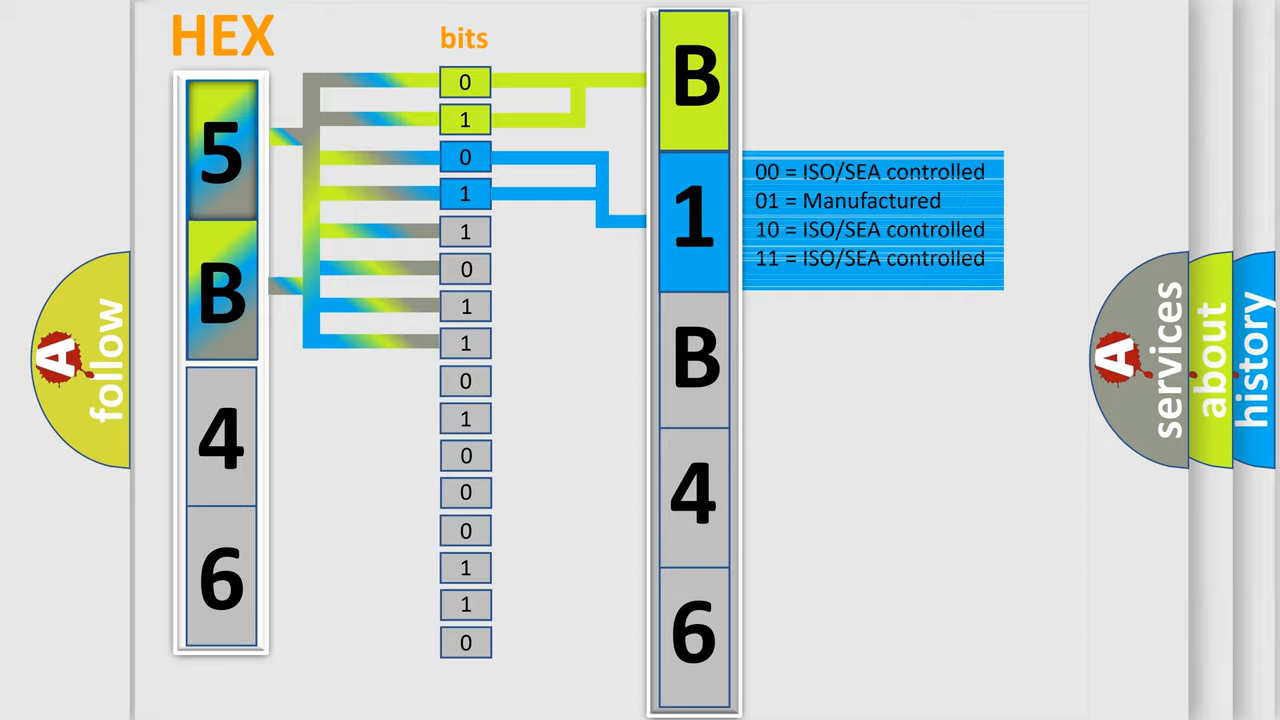 HEX
bits
5
B
4
6
0
1
0
1
1
0
1
1
0
1
0
0
0
1
1
0
B
1
B
4
6
00 = ISO/SEA controlled
01 = Manufactured
10 = ISO/SEA controlled
11 = ISO/SEA controlled
A
follow
A
services
about
history